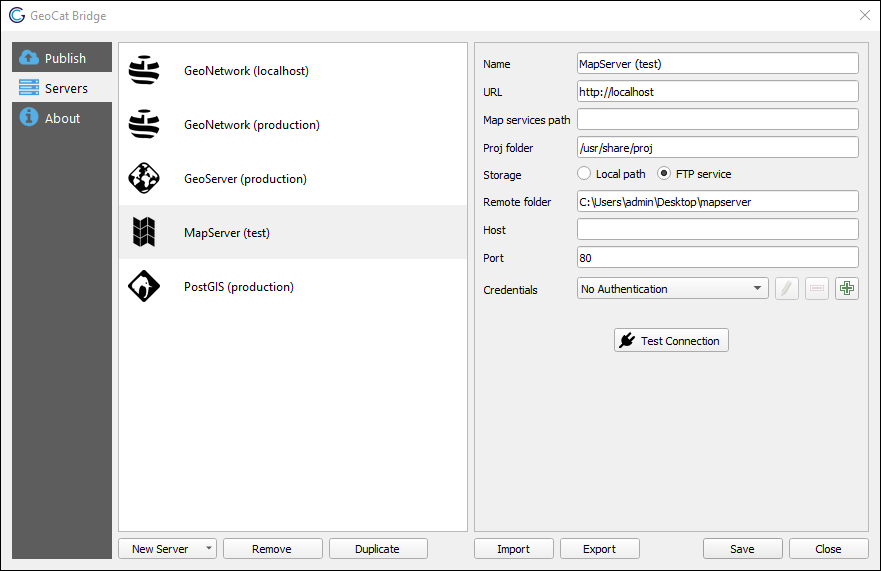 GeoCat Bridge
Publish
Servers
About
GeoNetwork (localhost)
GeoNetwork (production)
GeoServer (production)
MapServer (test)
PostGIS (production)
Name MapServer (test)
URL http://localhost
Map services path
Proj folder /usr/share/proj
Storage Local path FTP service
Remote folder C:\Users\admin\Desktop\mapserver
Host
Port 80
Credentials No Authentication
Test Connection
New Server Remove Duplicate Import Export Save Close